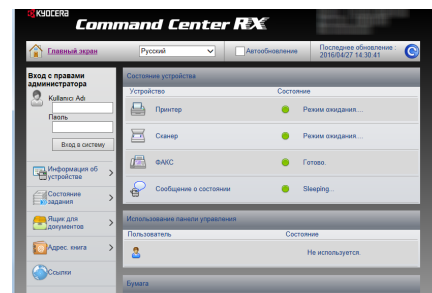 KYOCERA
Command Center RX
Главный экран
Русский
Автообновление
Последнее обновление :
2016/04/27 14:30:41
Вход с правами
администратора
Kullanıcı Adı
Пароль
Вход в систему
Информация об
устройстве
Состояние
задания
Ящик для
документов
Адрес. книга
Ссылки
Состояние устройства
Устройство Состояние
Принтер Режим ожидания...
Сканер Режим ожидания...
ФАКС Готово.
Сообщение о состоянии Sleeping...
Использование панели управления
Пользователь Состояние
Не используется.
Бумага